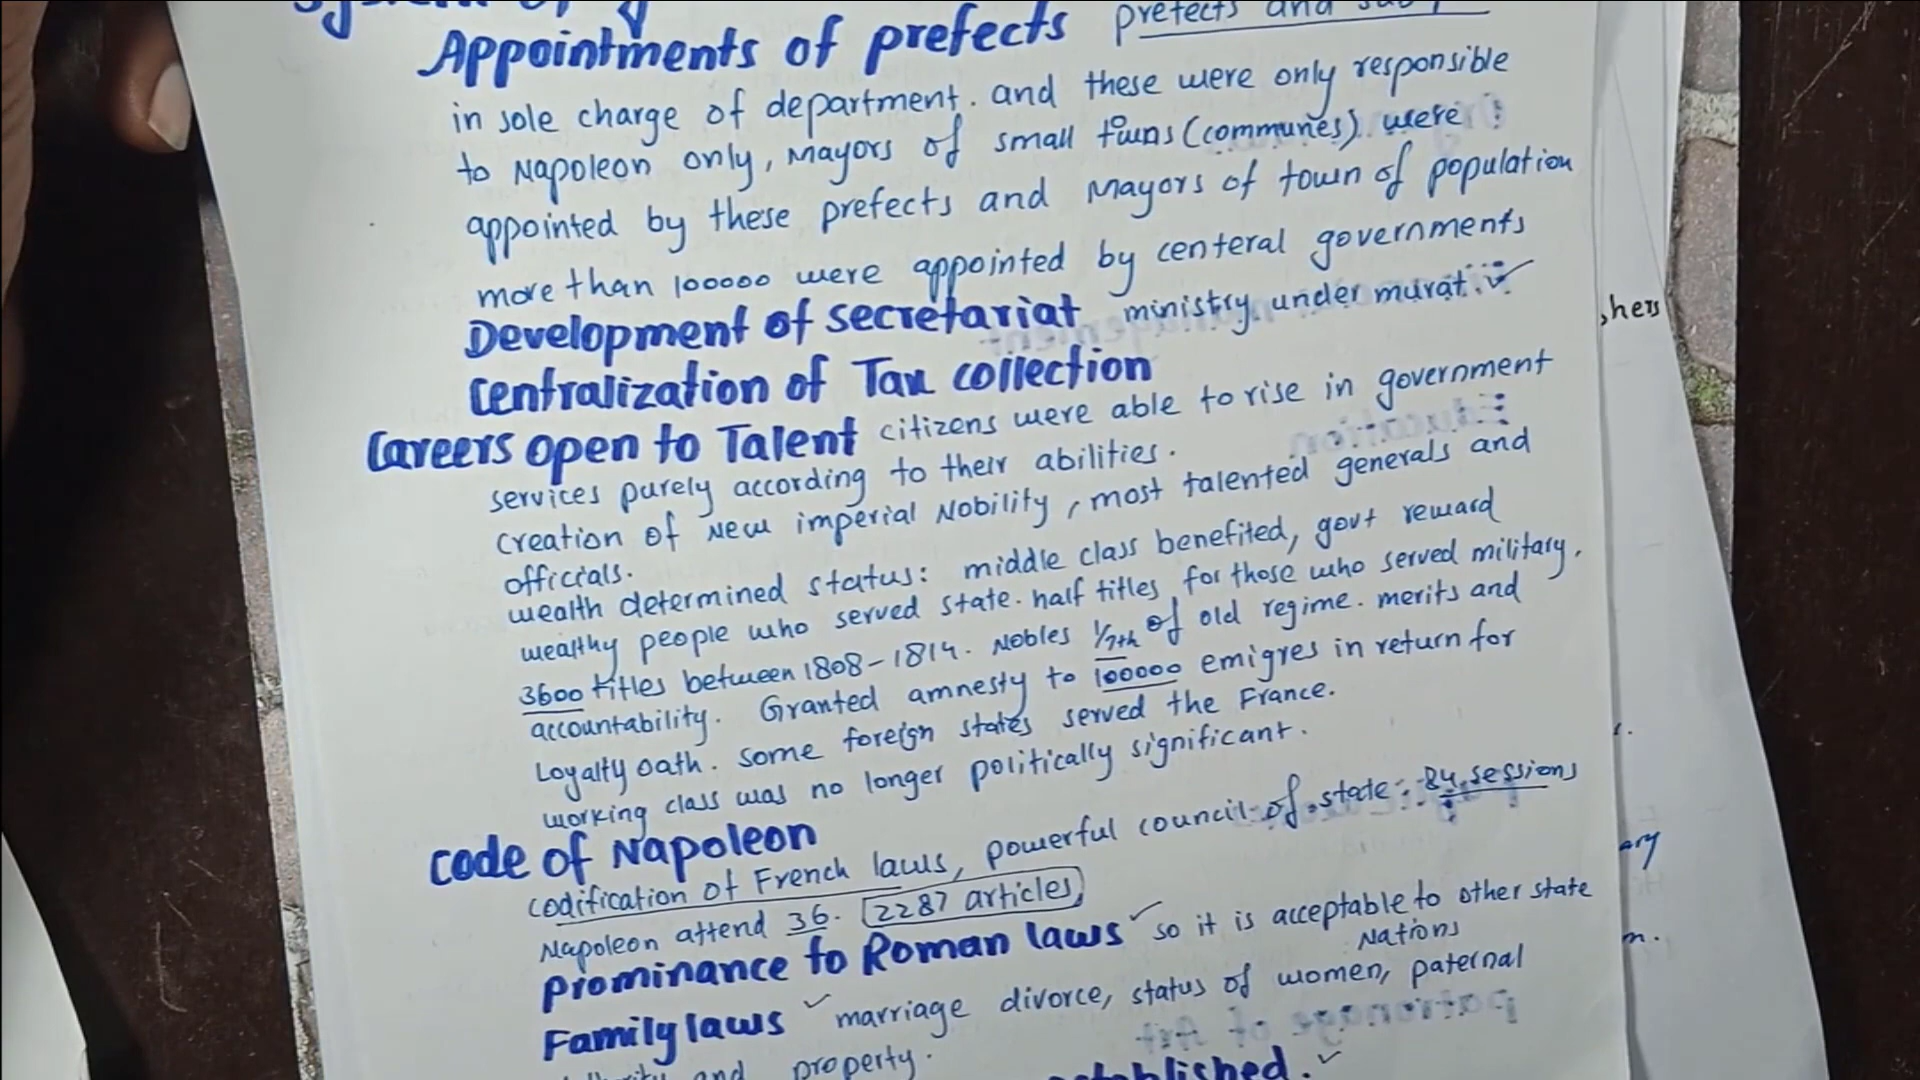 System of
Appointments of prefects prefects and
in sole charge of department. and these were only responsible
to Napoleon only, Mayors of small towns (communes) were
appointed by these prefects and Mayors of town of population
more than 100000 were appointed by centeral governments
Development of secretariat ministry under murat. ✓
Centralization of Tax collection
Careers open to Talent citizens were able to rise in government
services purely according to their abilities.
creation of New imperial Nobility, most talented generals and
officials.
wealth determined status: middle class benefited, govt reward
wealthy people who served state. half titles for those who served military.
3600 titles between 1808-1814. Nobles 1/7th of old regime. merits and
accountability. Granted amnesty to 100000 emigres in return for
Loyalty oath. some foreign states served the France.
working class was no longer politically significant.
Code of Napoleon
codification of French laws, powerful council of state. 84 sessions
Napoleon attend 36. 2287 articles
prominance to Roman laws ✓ so it is acceptable to other state
Nations
Family laws ✓ marriage divorce, status of women, paternal
and property.
established. ✓
hers
ary